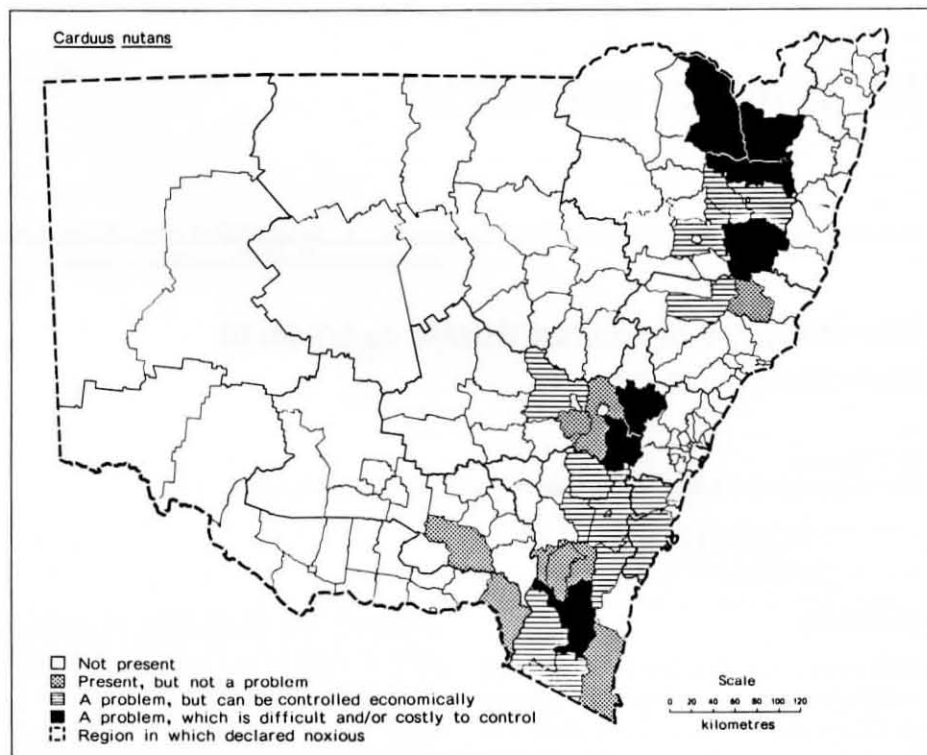 Carduus nutans
Not present
Present, but not a problem
A problem, but can be controlled economically
A problem, which is difficult and/or costly to control
Region in which declared noxious
Scale
0 20 40 60 80 100 120
kilometres